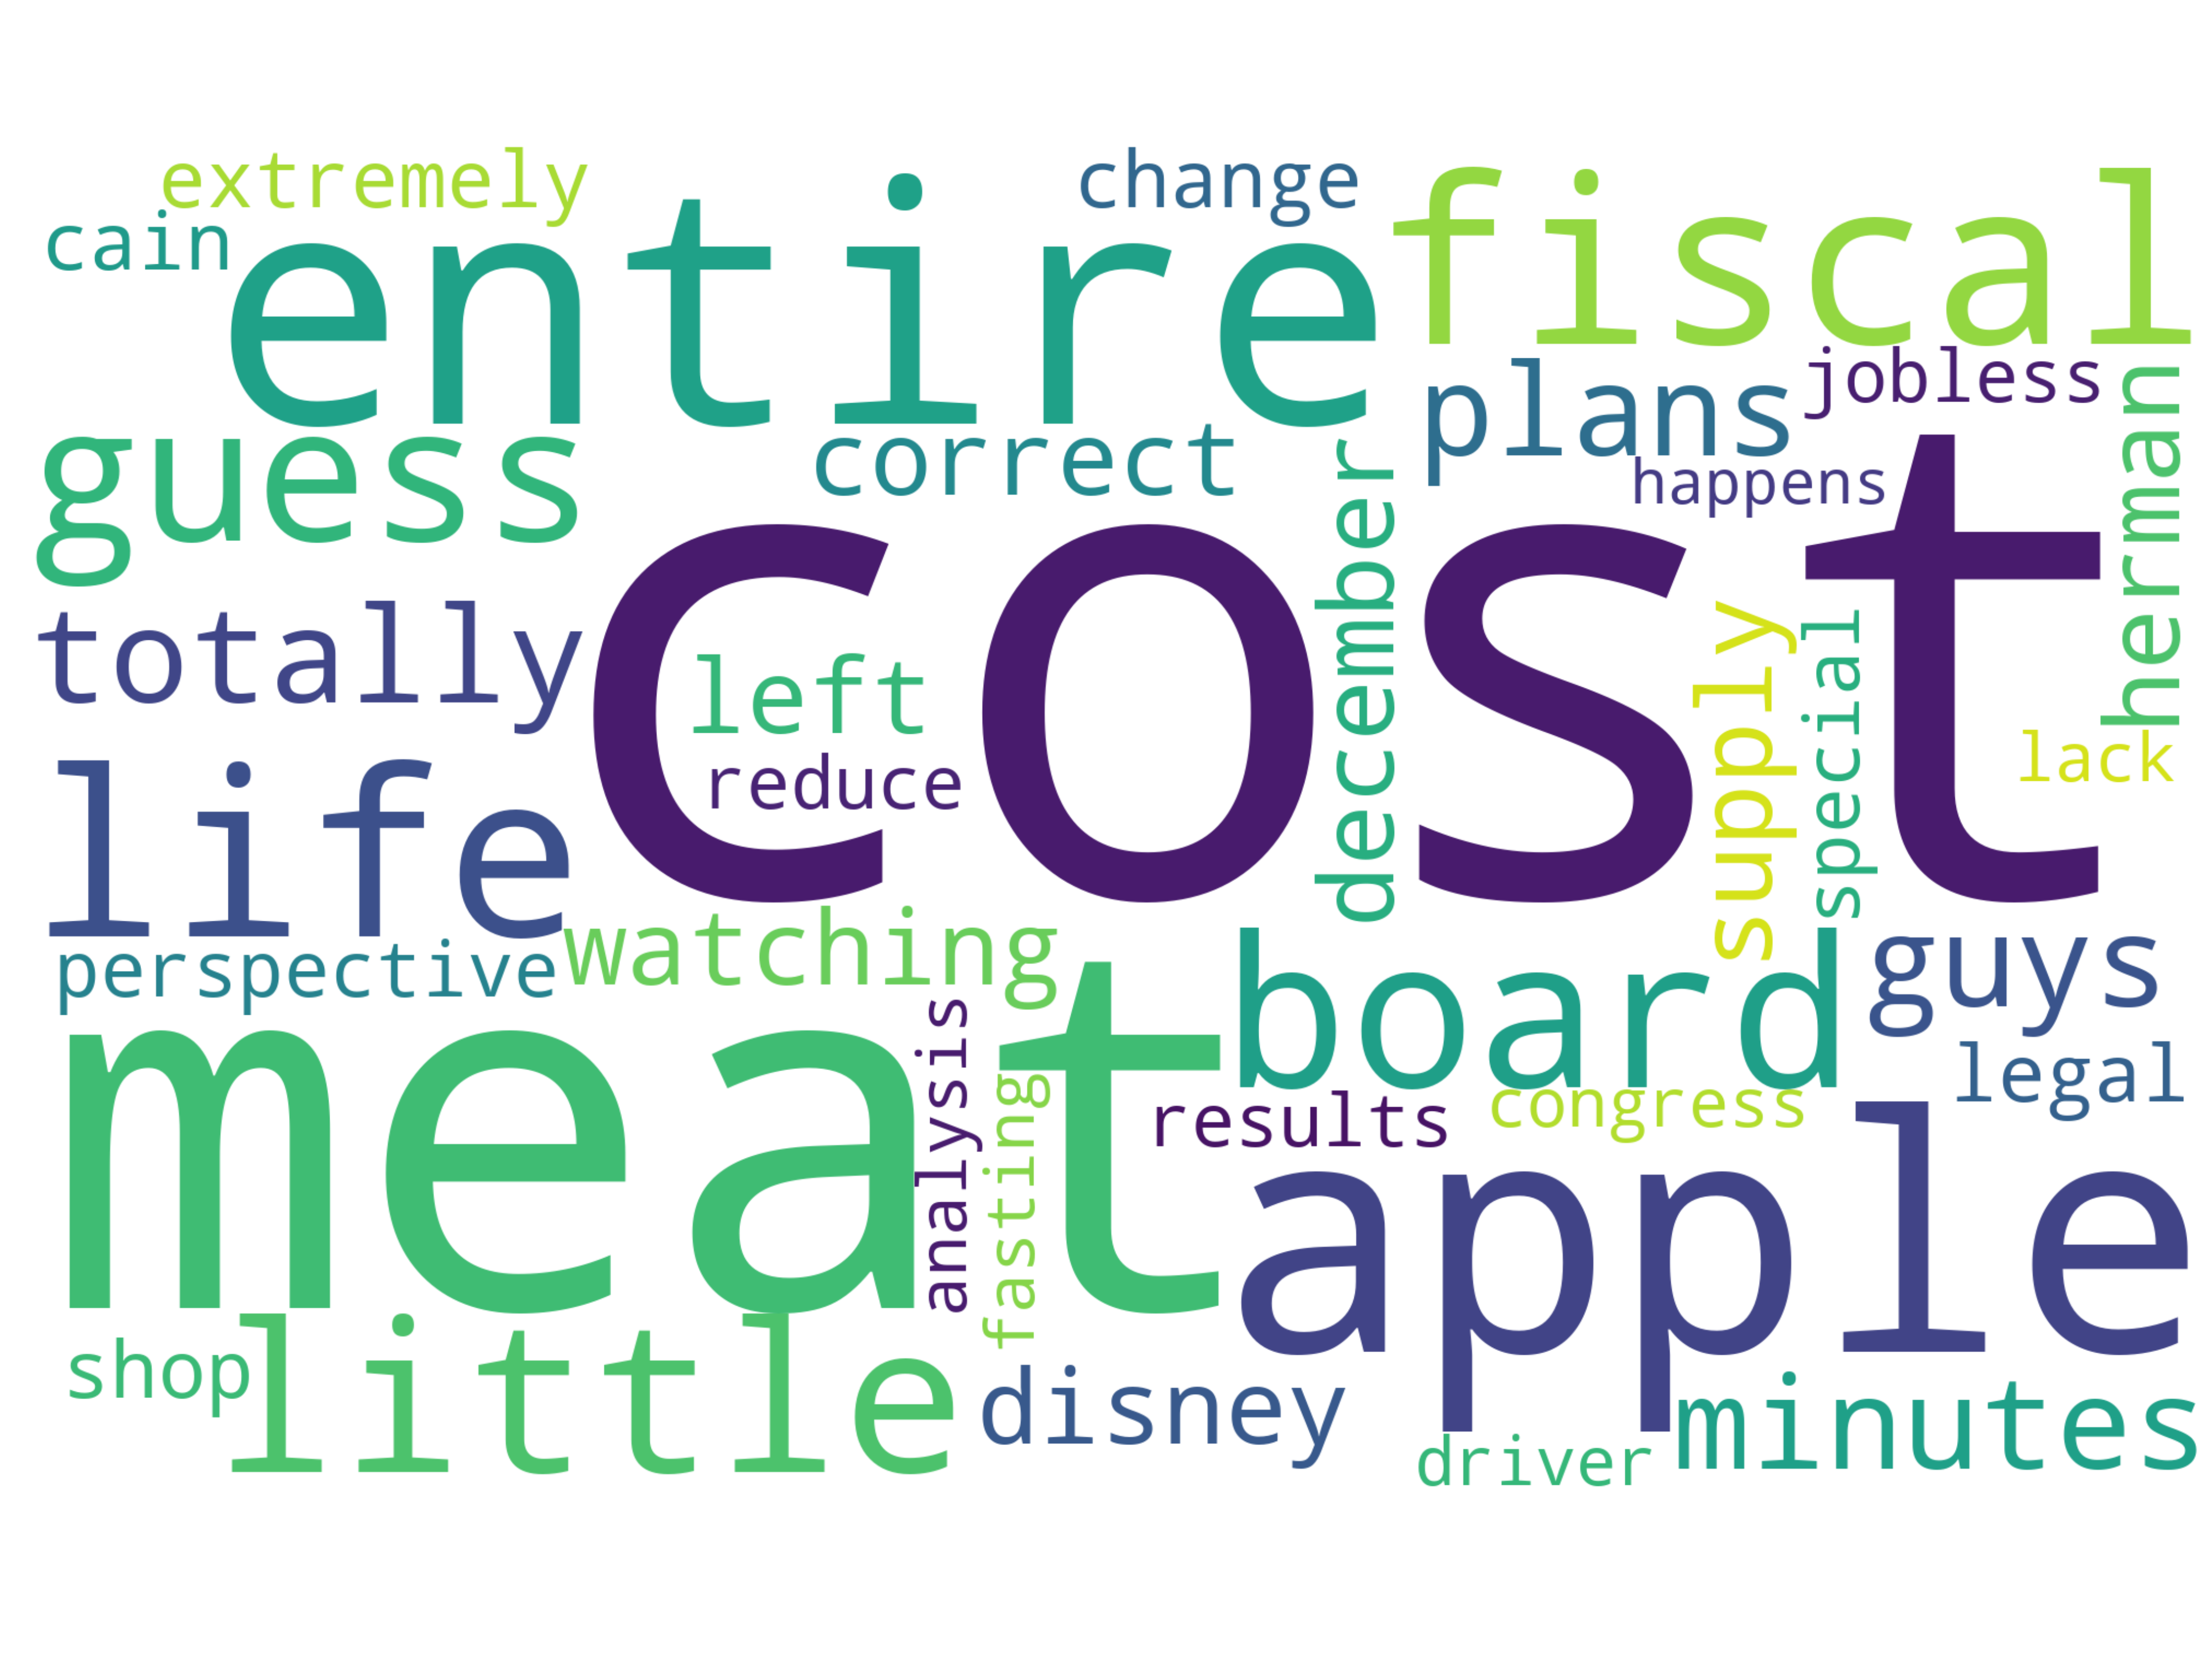 extremely
change
cain
entire
fiscal
jobless
plans
guess
correct
happens
herman
cost
december
totally
left
supply
special
lack
reduce
life
watching
perspective
board
guys
meat
analysis
fasting
results
congress
legal
apple
shop
little
disney
minutes
driver